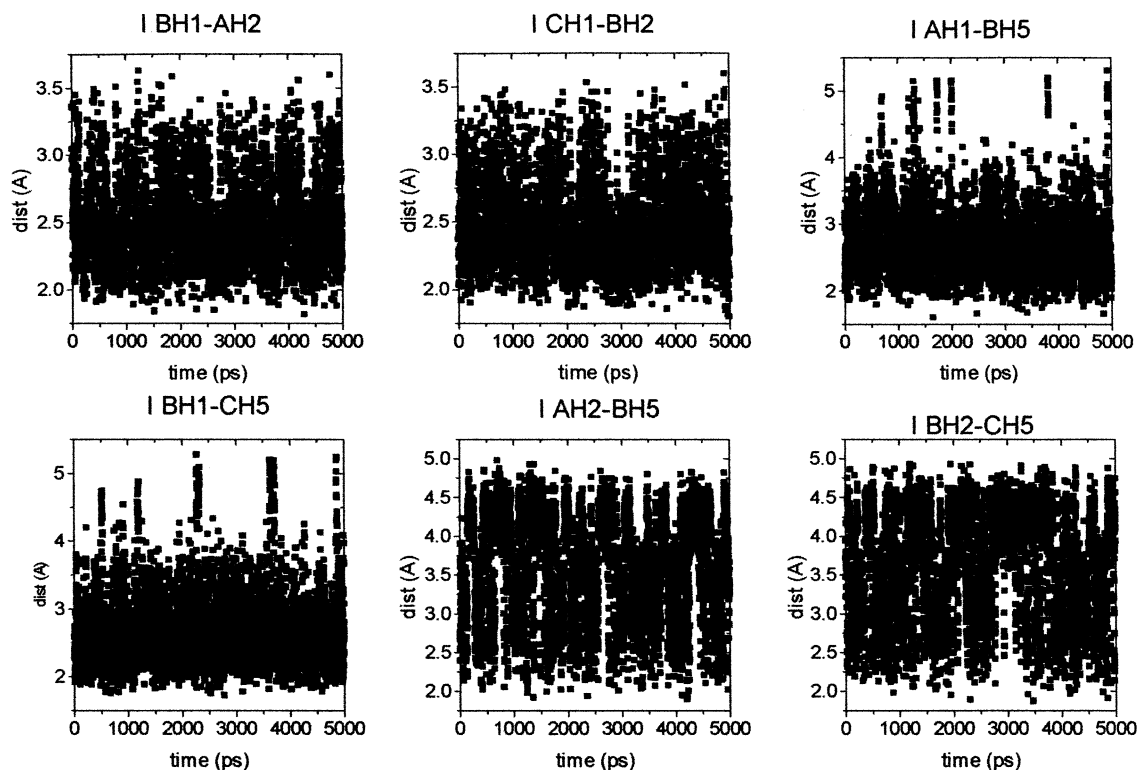 I BH1-AH2
I CH1-BH2
I AH1-BH5
3.5
3.0
2.5
2.0
dist (A)
0 1000 2000 3000 4000 5000
time (ps)
3.5
3.0
2.5
2.0
dist (A)
0 1000 2000 3000 4000 5000
time (ps)
5
4
3
2
dist (A)
0 1000 2000 3000 4000 5000
time (ps)
I BH1-CH5
I AH2-BH5
I BH2-CH5
5
4
3
2
dist (A)
0 1000 2000 3000 4000 5000
time (ps)
5.0
4.5
4.0
3.5
3.0
2.5
2.0
dist (A)
0 1000 2000 3000 4000 5000
time (ps)
5.0
4.5
4.0
3.5
3.0
2.5
2.0
dist (A)
0 1000 2000 3000 4000 5000
time (ps)